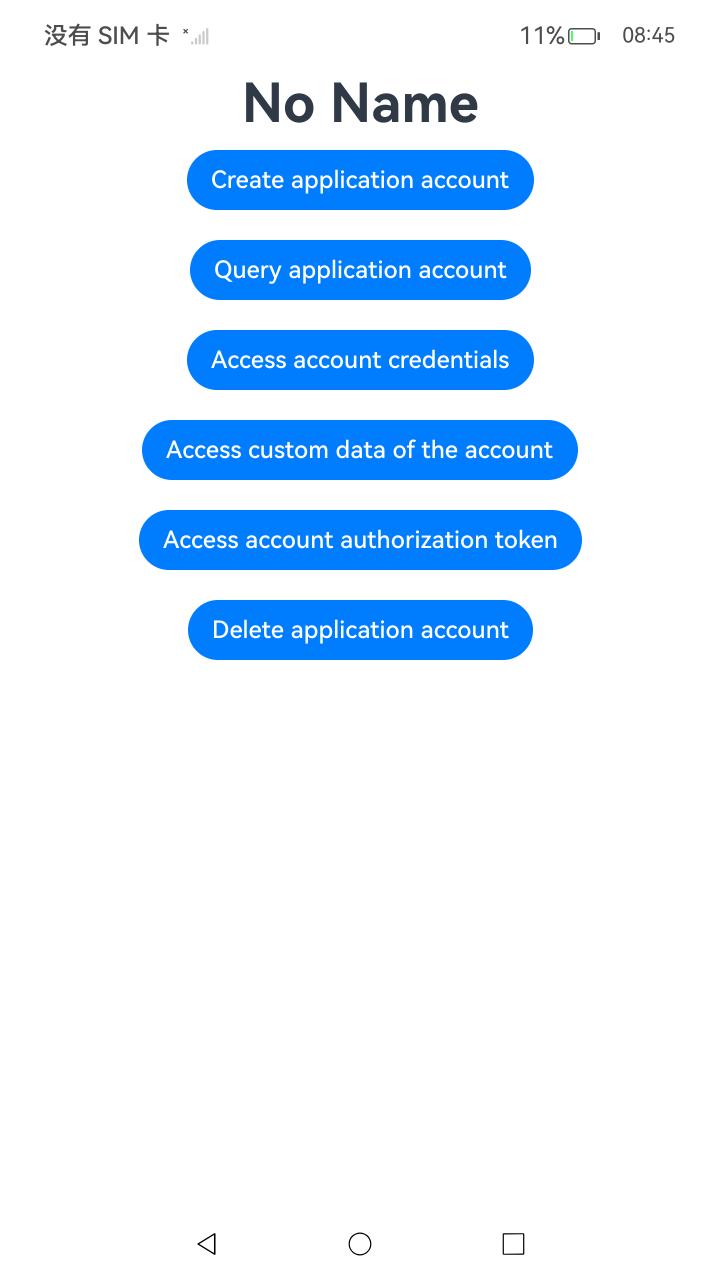 没有 SIM 卡 11% 08:45
No Name
Create application account
Query application account
Access account credentials
Access custom data of the account
Access account authorization token
Delete application account